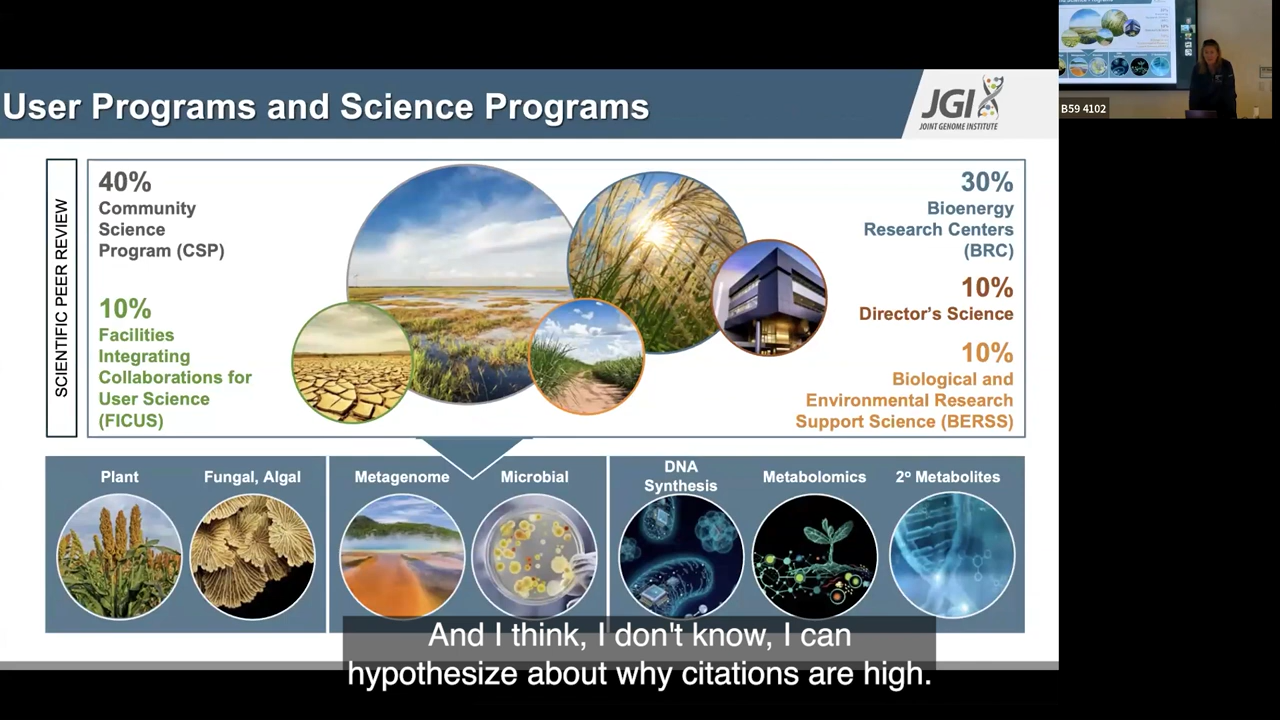 User Programs and Science Programs
JGI
JOINT GENOME INSTITUTE
B59 4102
SCIENTIFIC PEER REVIEW
40%
Community
Science
Program (CSP)
10%
Facilities
Integrating
Collaborations for
User Science
(FICUS)
30%
Bioenergy
Research Centers
(BRC)
10%
Director's Science
10%
Biological and
Environmental Research
Support Science (BERSS)
Plant
Fungal, Algal
Metagenome
Microbial
DNA
Synthesis
Metabolomics
2º Metabolites
And I think, I don't know, I can
hypothesize about why citations are high.